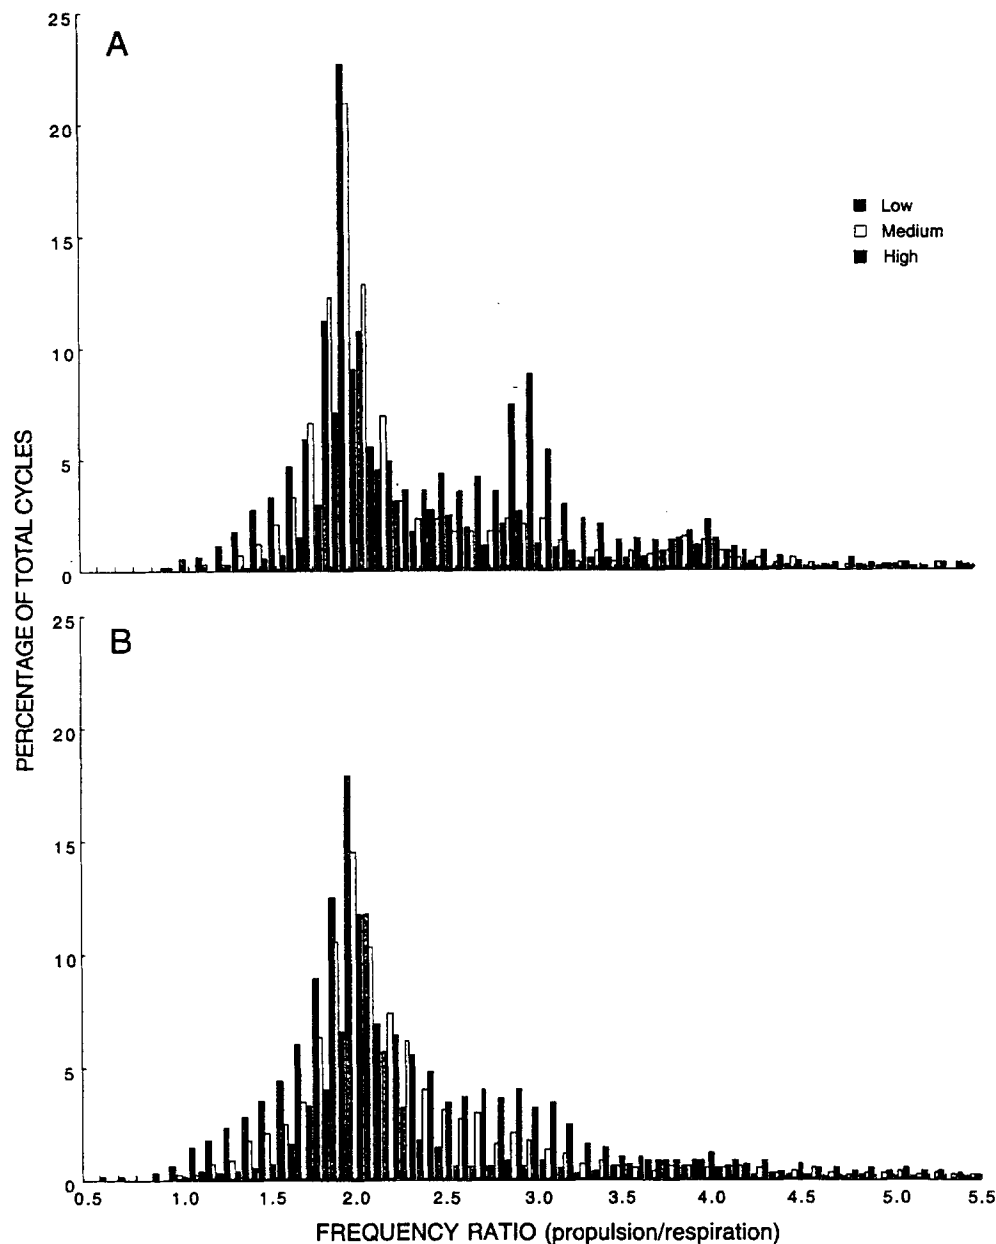 25
A
20
15
10
5
0
Low
Medium
High
PERCENTAGE OF TOTAL CYCLES
25
B
20
15
10
5
0
0.5 1.0 1.5 2.0 2.5 3.0 3.5 4.0 4.5 5.0 5.5
FREQUENCY RATIO (propulsion/respiration)